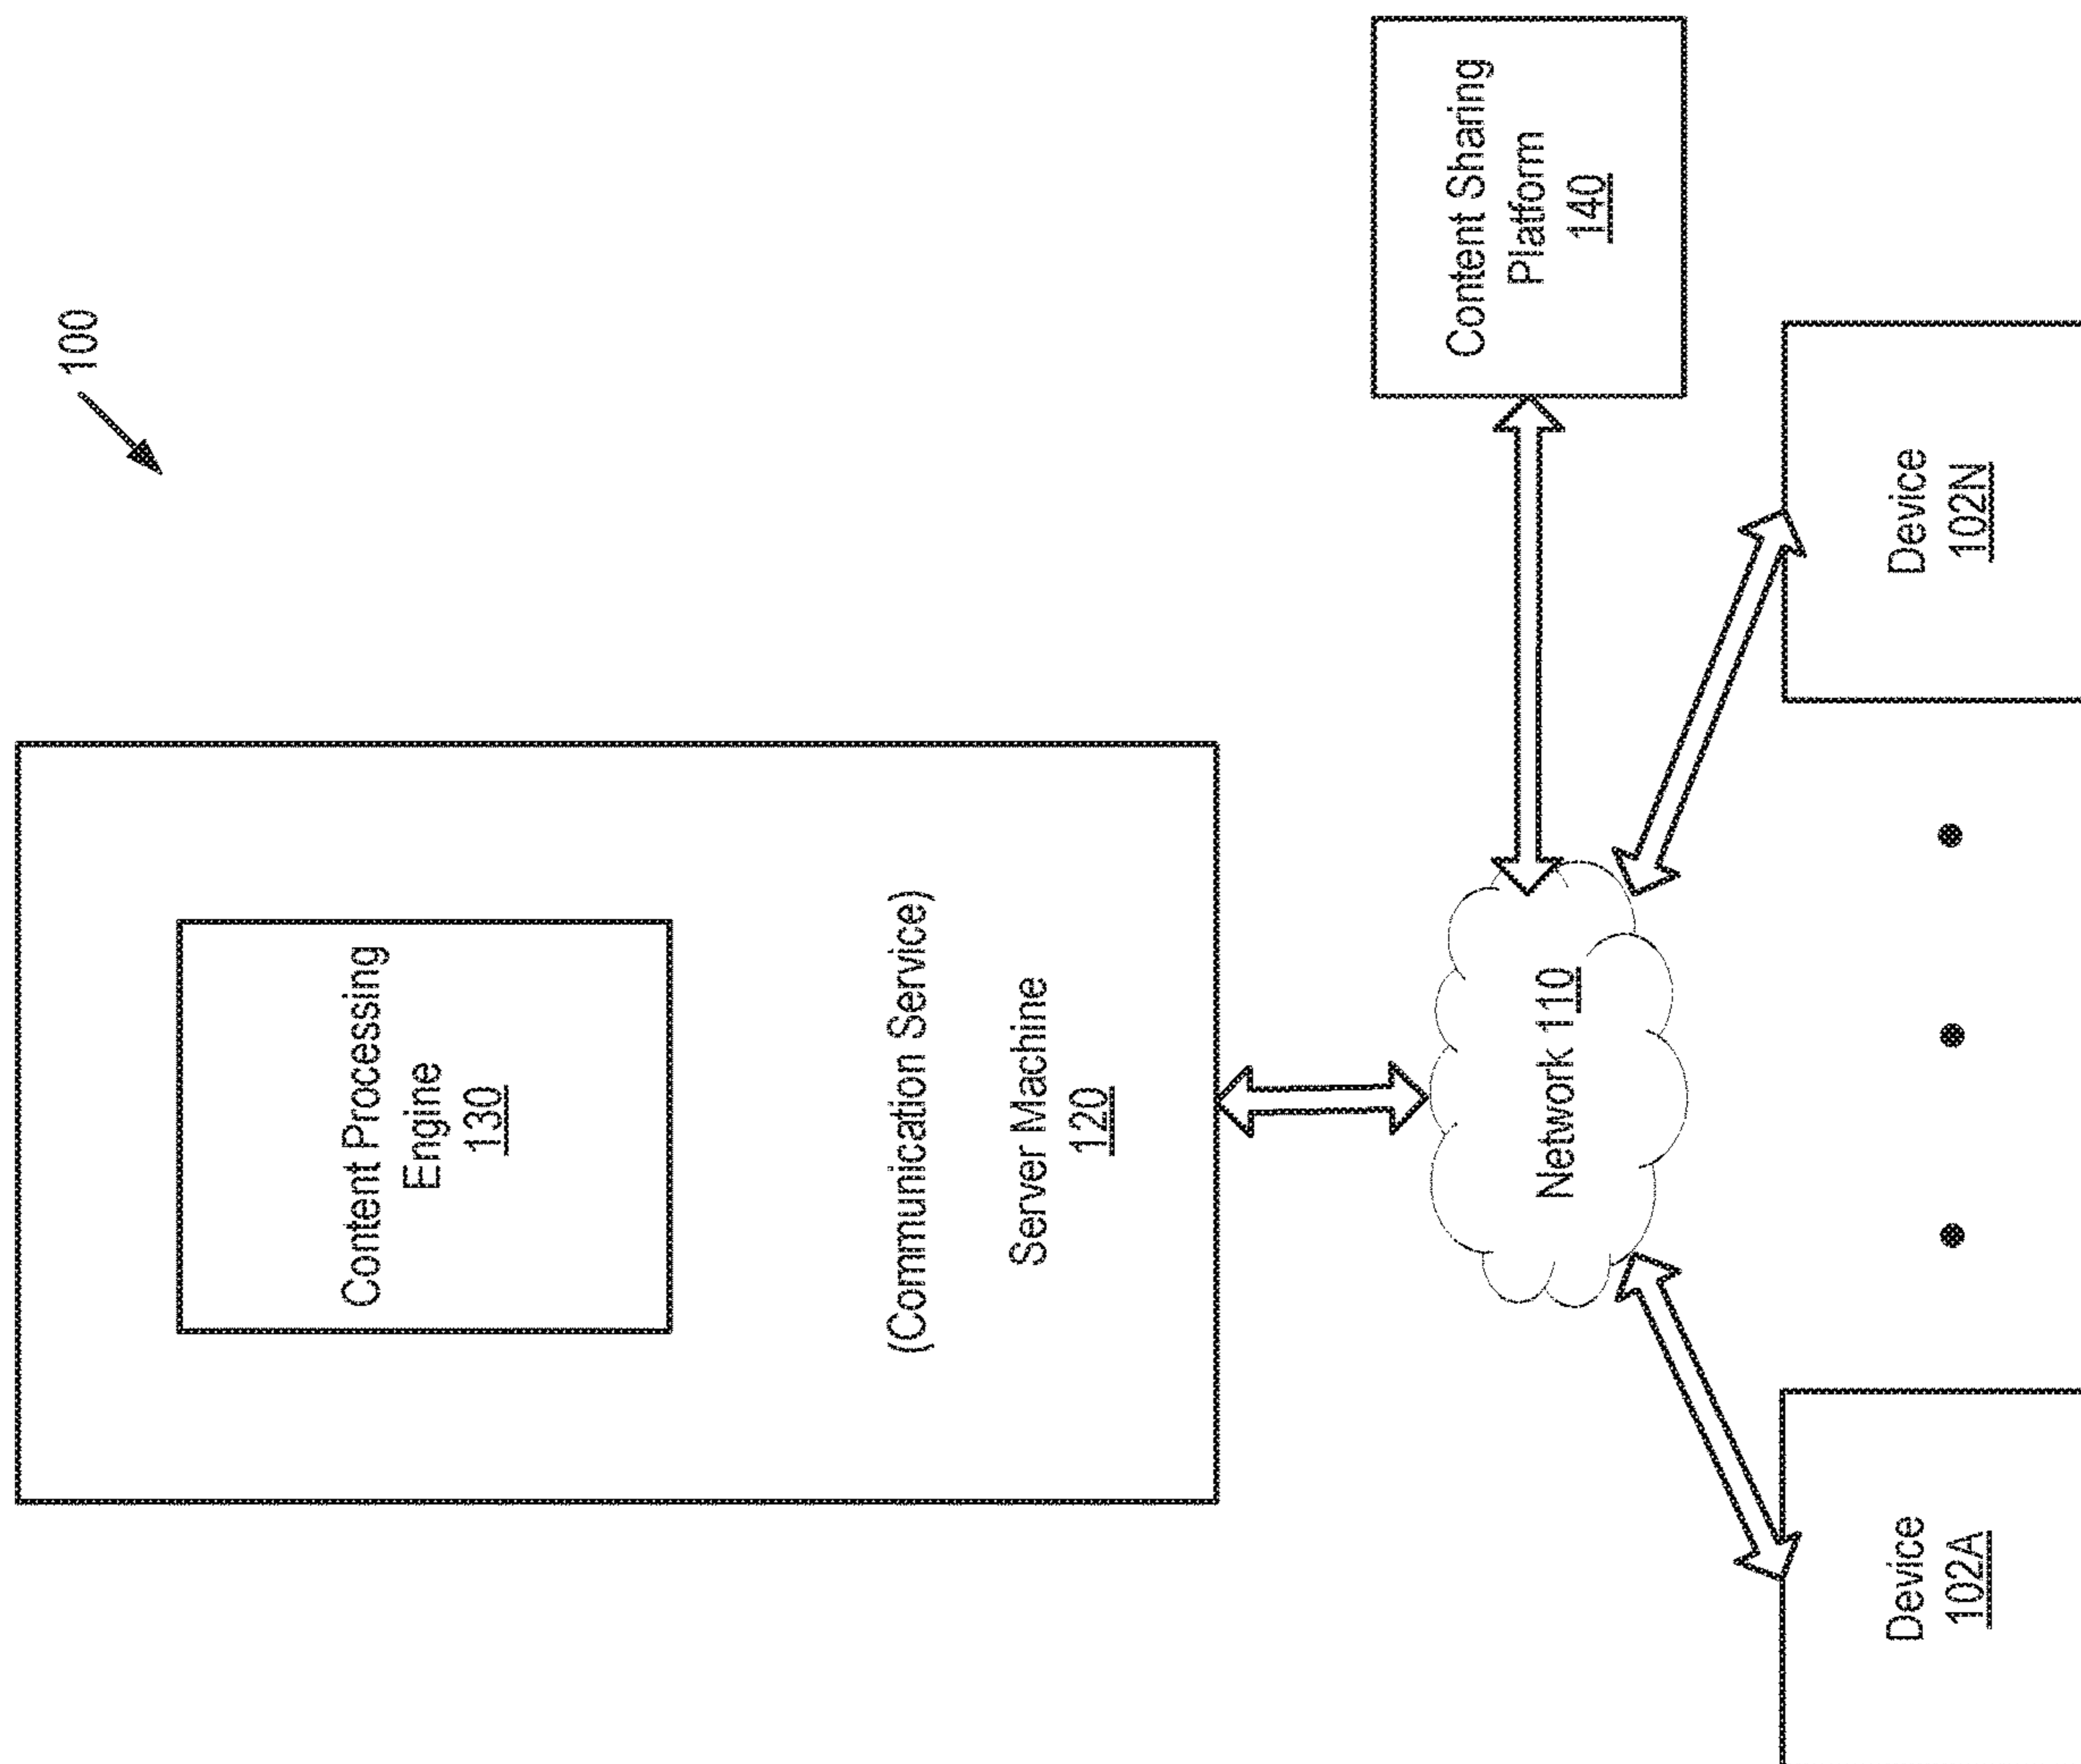 100
Content Processing
Engine
130
(Communication Service)
Server Machine
120
Network 110
Content Sharing
Platform
140
Device
102A
Device
102N